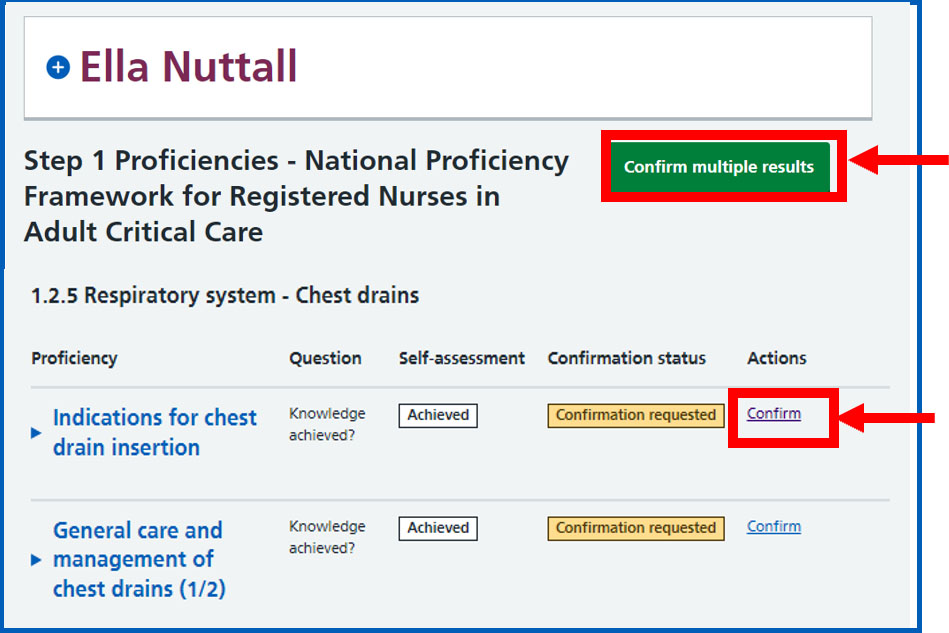 Ella Nuttall
Step 1 Proficiencies - National Proficiency
Framework for Registered Nurses in
Adult Critical Care
Confirm multiple results
1.2.5 Respiratory system - Chest drains
Proficiency Question Self-assessment Confirmation status Actions
Indications for chest
drain insertion
Knowledge
achieved?
Achieved
Confirmation requested
Confirm
General care and
management of
chest drains (1/2)
Knowledge
achieved?
Achieved
Confirmation requested
Confirm